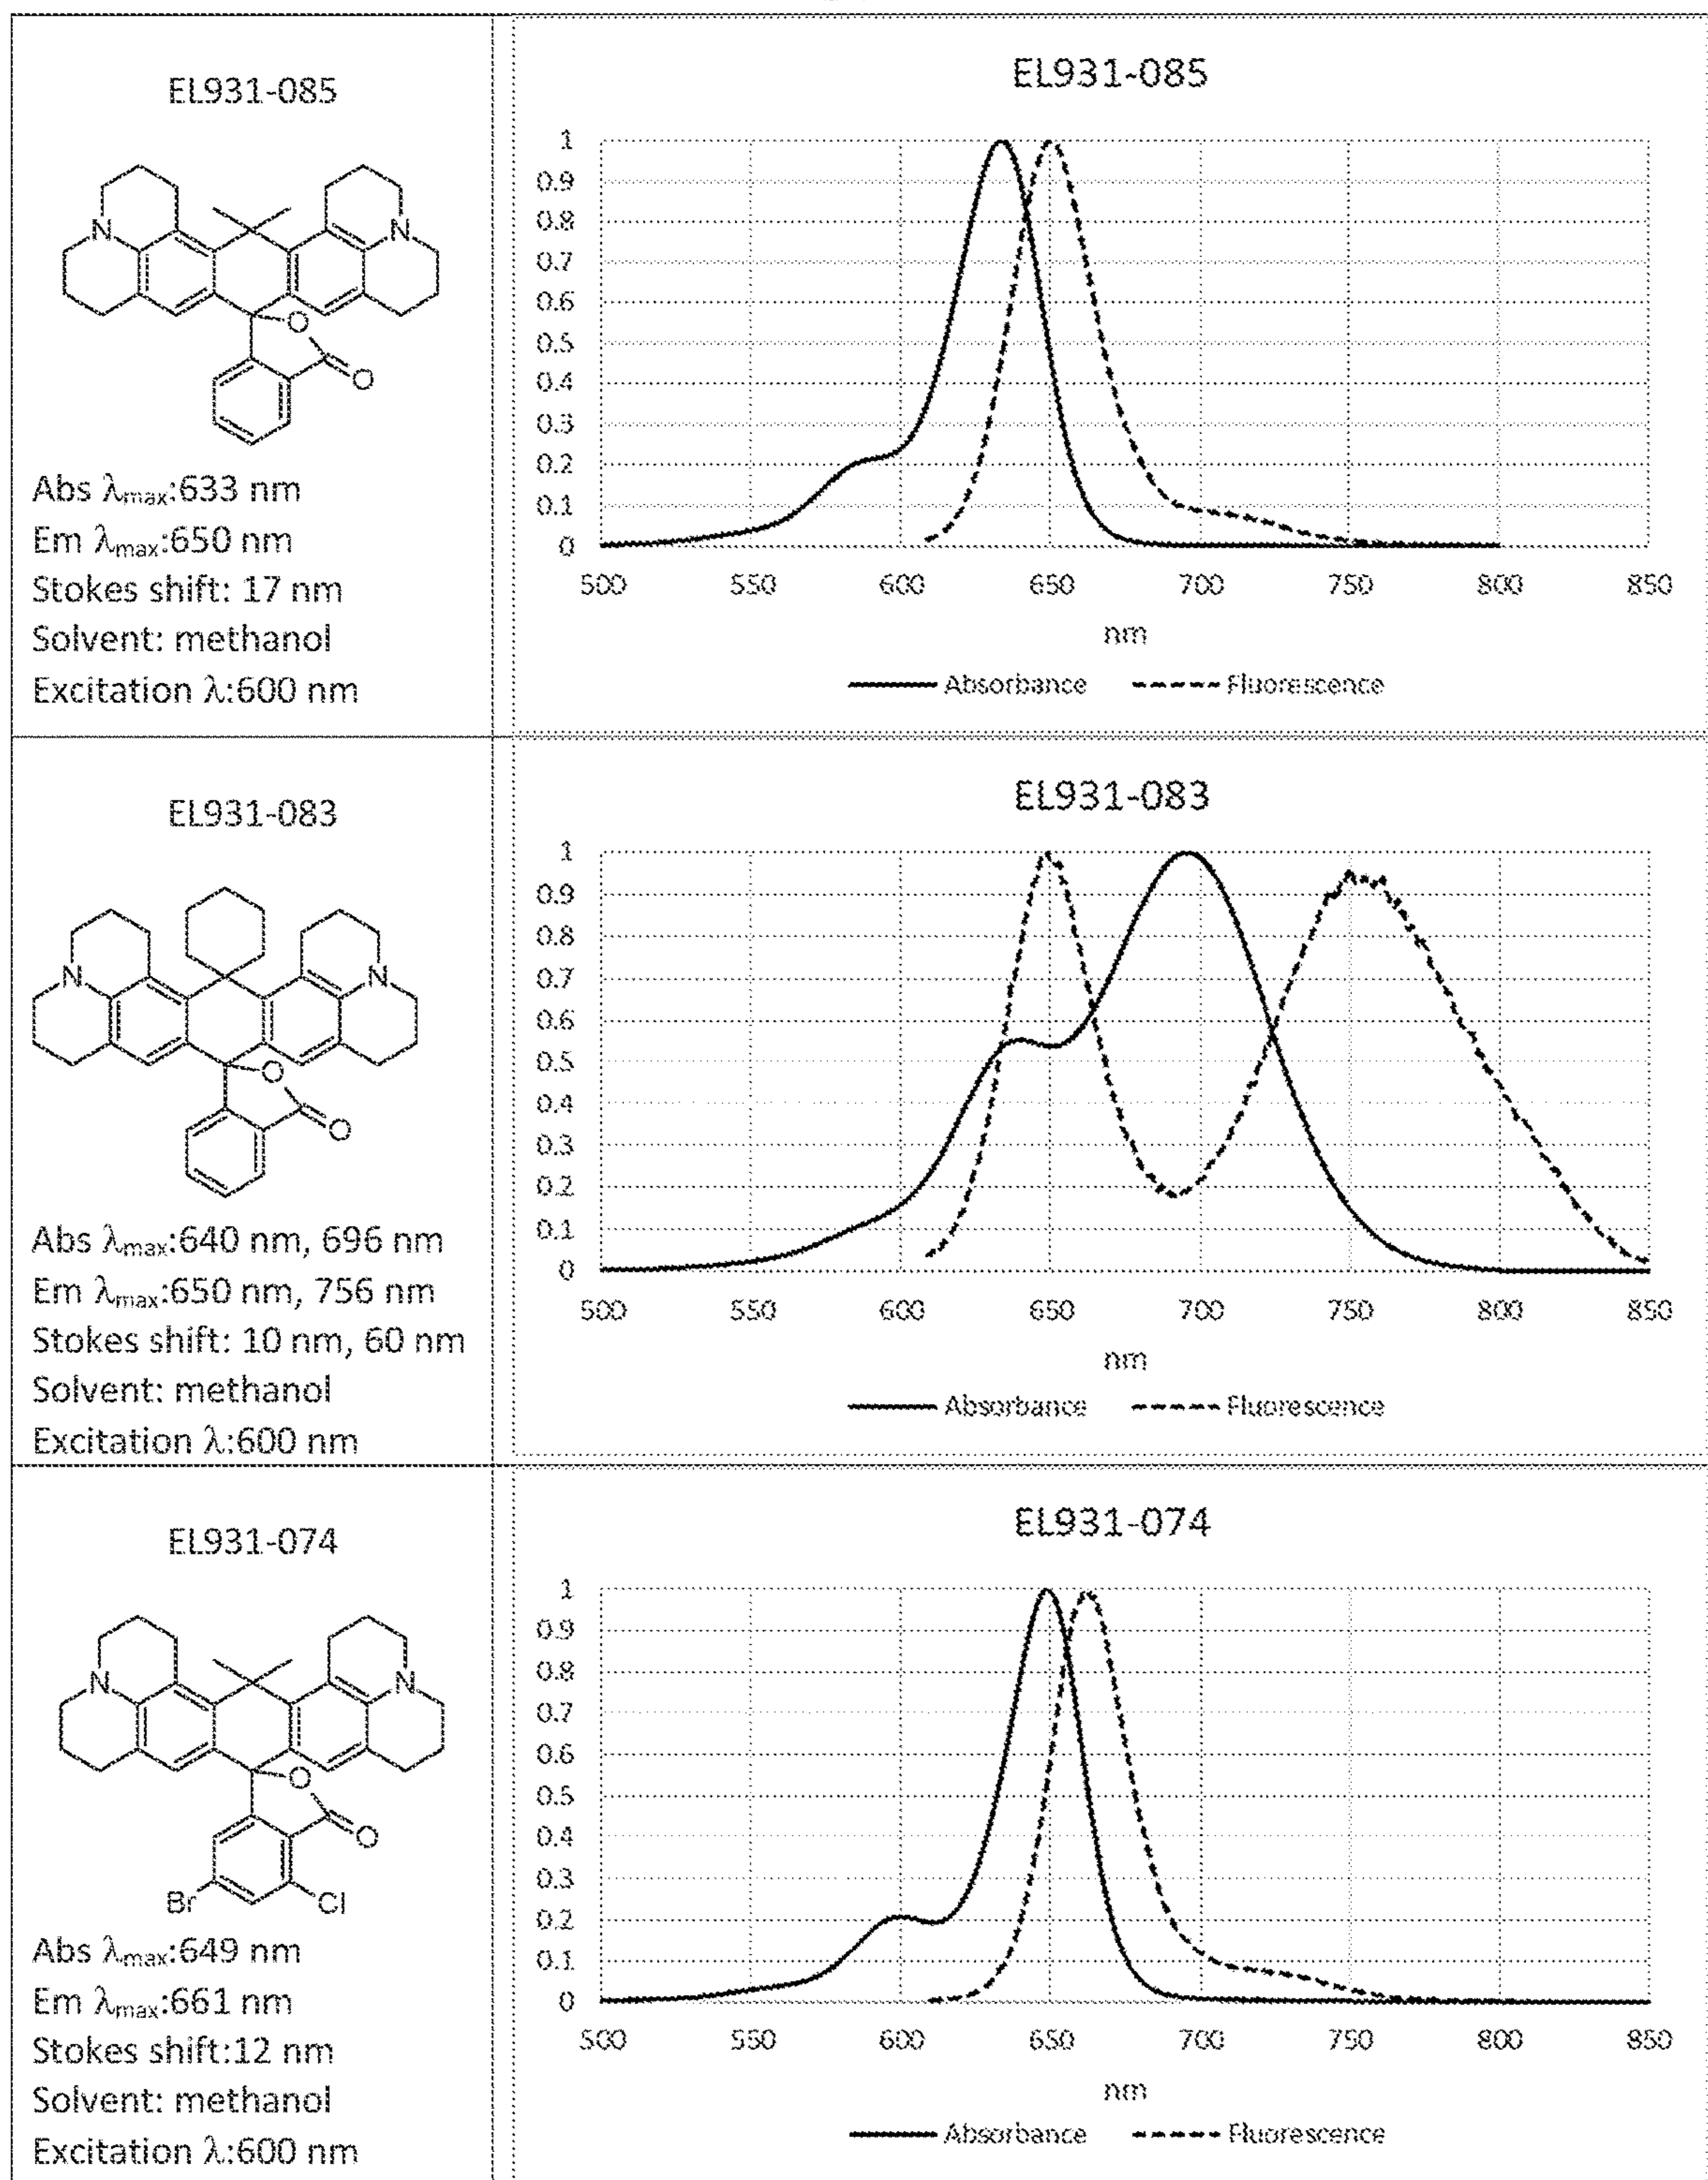 EL931-085
N
N
O
O
Abs λmax:633 nm
Em λmax:650 nm
Stokes shift: 17 nm
Solvent: methanol
Excitation λ:600 nm
EL931-085
1
0.9
0.8
0.7
0.6
0.5
0.4
0.3
0.2
0.1
0
500 550 600 650 700 750 800 850
nm
Absorbance Fluorescence
EL931-083
N
N
O
O
Abs λmax:640 nm, 696 nm
Em λmax:650 nm, 756 nm
Stokes shift: 10 nm, 60 nm
Solvent: methanol
Excitation λ:600 nm
EL931-083
1
0.9
0.8
0.7
0.6
0.5
0.4
0.3
0.2
0.1
0
500 550 600 650 700 750 800 850
nm
Absorbance Fluorescence
EL931-074
N
N
O
O
Br
Cl
Abs λmax:649 nm
Em λmax:661 nm
Stokes shift:12 nm
Solvent: methanol
Excitation λ:600 nm
EL931-074
1
0.9
0.8
0.7
0.6
0.5
0.4
0.3
0.2
0.1
0
500 550 600 650 700 750 800 850
nm
Absorbance Fluorescence